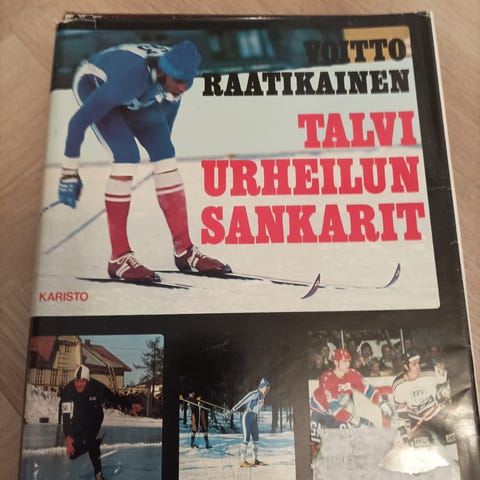 VOITTO
RAATIKAINEN
TALVI
URHEILUN
SANKARIT
KARISTO